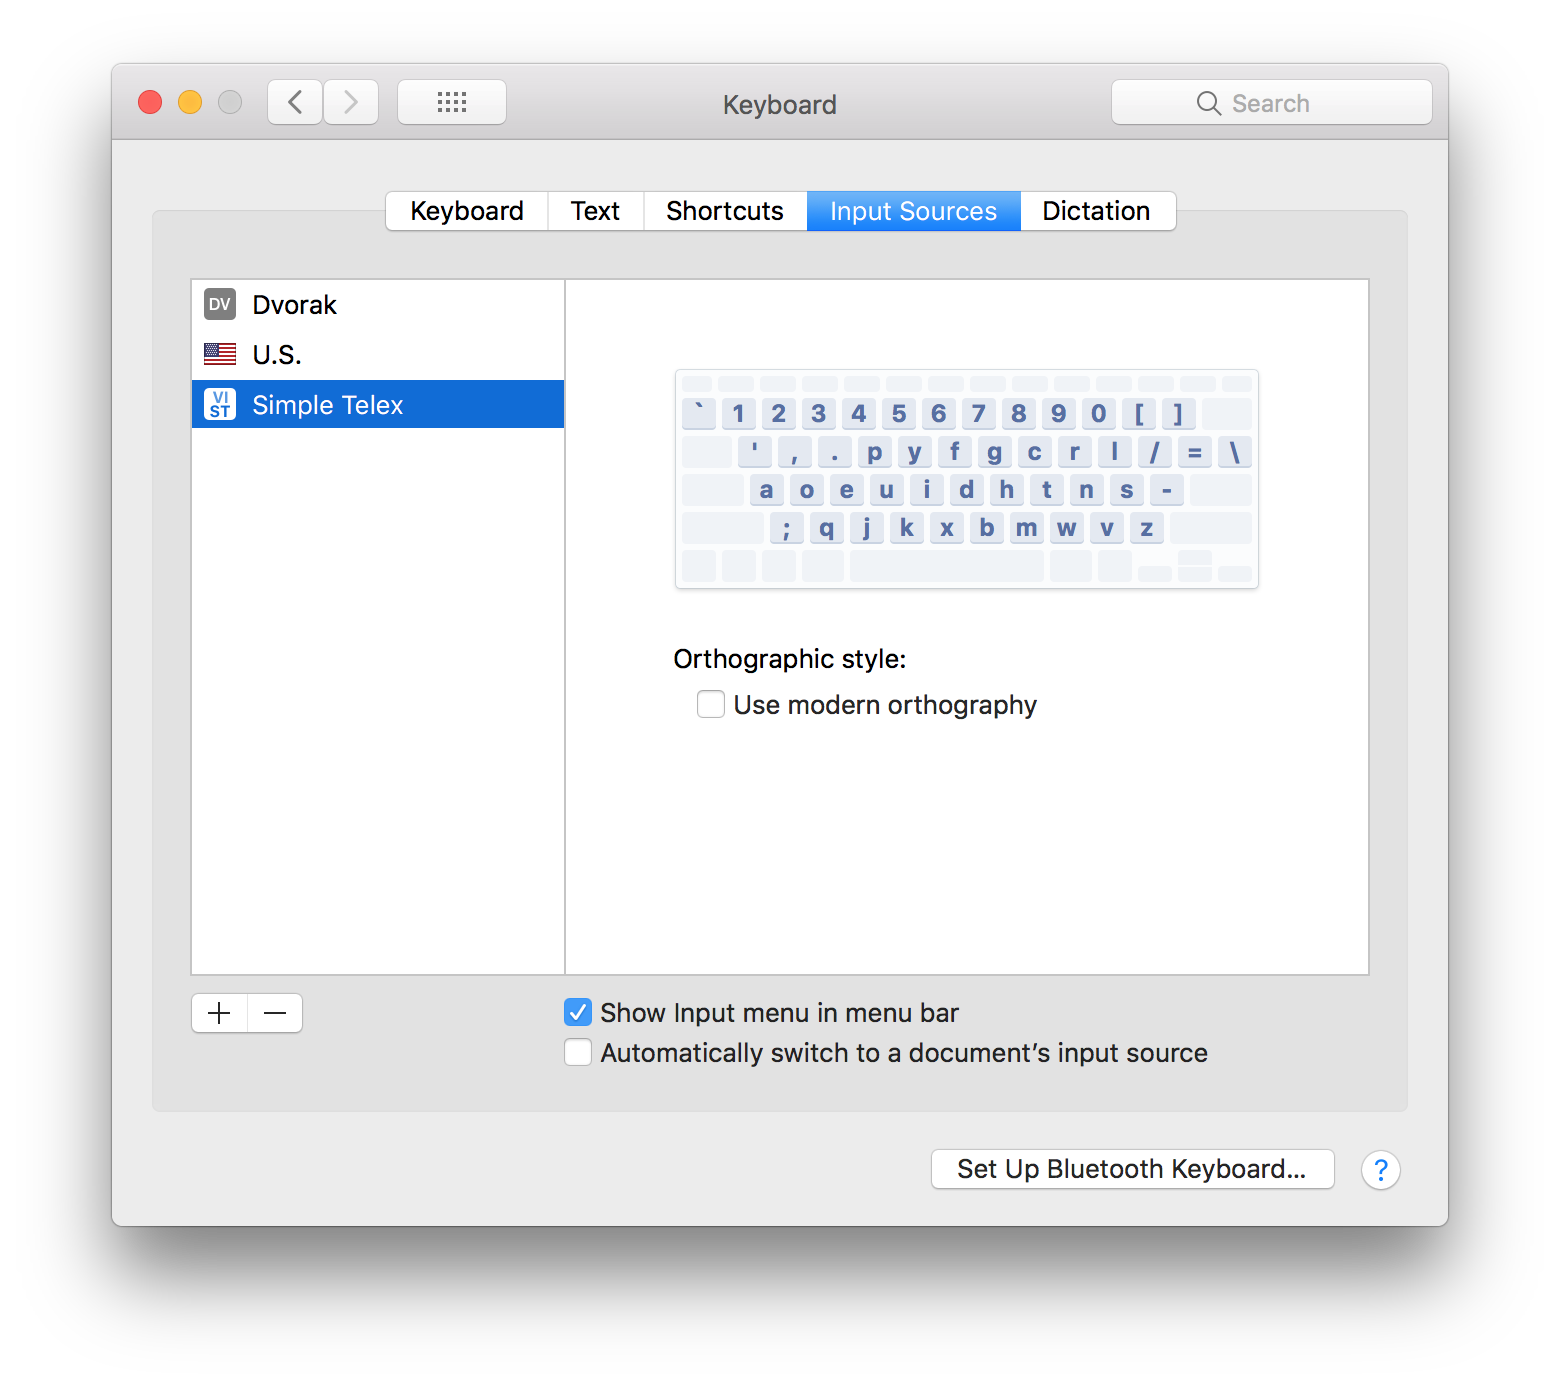 Keyboard
Search
Keyboard Text Shortcuts Input Sources Dictation
DV Dvorak
U.S.
VI ST Simple Telex
` 1 2 3 4 5 6 7 8 9 0 [ ]
' , . p y f g c r l / = \
a o e u i d h t n s -
; q j k x b m w v z
Orthographic style:
Use modern orthography
Show Input menu in menu bar
Automatically switch to a document’s input source
Set Up Bluetooth Keyboard... ?